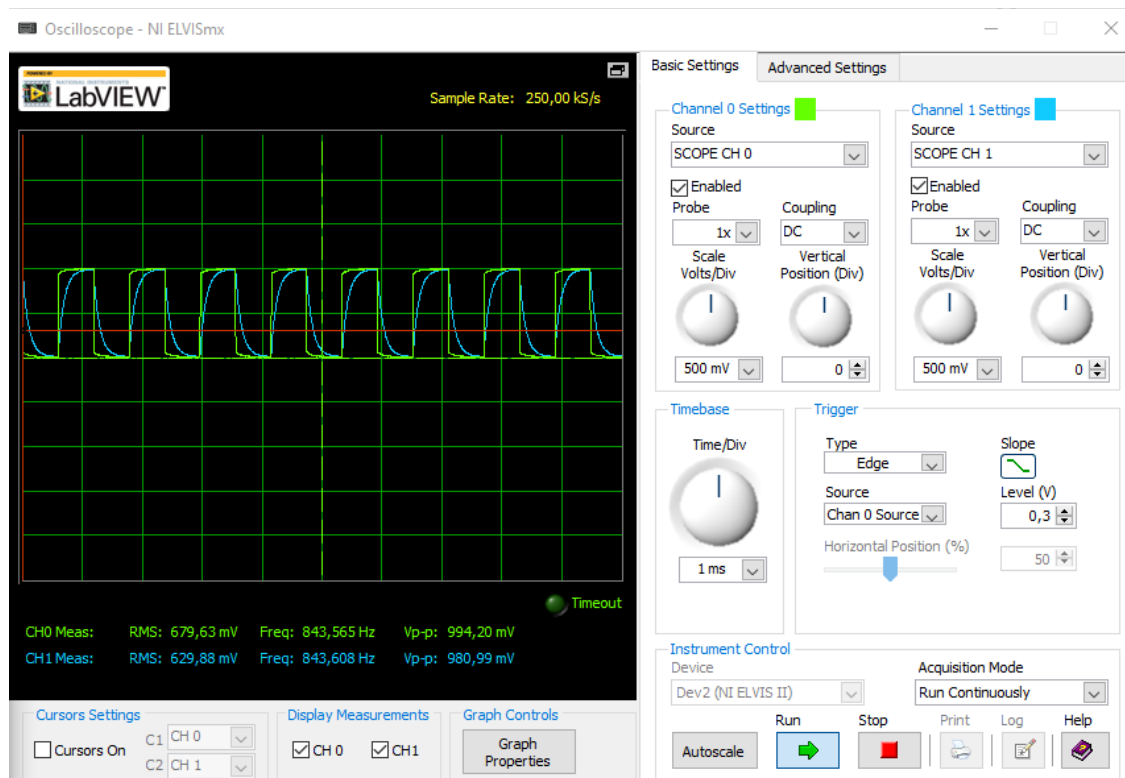 Oscilloscope - NI ELVISmx
POWERED BY
NATIONAL INSTRUMENTS
LabVIEW™
Sample Rate: 250,00 kS/s
Timeout
CH0 Meas: RMS: 679,63 mV Freq: 843,565 Hz Vp-p: 994,20 mV
CH1 Meas: RMS: 629,88 mV Freq: 843,608 Hz Vp-p: 980,99 mV
Cursors Settings
Cursors On
C1 CH 0
C2 CH 1
Display Measurements
CH 0 CH1
Graph Controls
Graph
Properties
Basic Settings Advanced Settings
Channel 0 Settings
Source
SCOPE CH 0
Enabled
Probe Coupling
1x DC
Scale Vertical
Volts/Div Position (Div)
500 mV 0
Channel 1 Settings
Source
SCOPE CH 1
Enabled
Probe Coupling
1x DC
Scale Vertical
Volts/Div Position (Div)
500 mV 0
Timebase
Time/Div
1 ms
Trigger
Type Slope
Edge
Source Level (V)
Chan 0 Source 0,3
Horizontal Position (%)
50
Instrument Control
Device Acquisition Mode
Dev2 (NI ELVIS II) Run Continuously
Run Stop Print Log Help
Autoscale